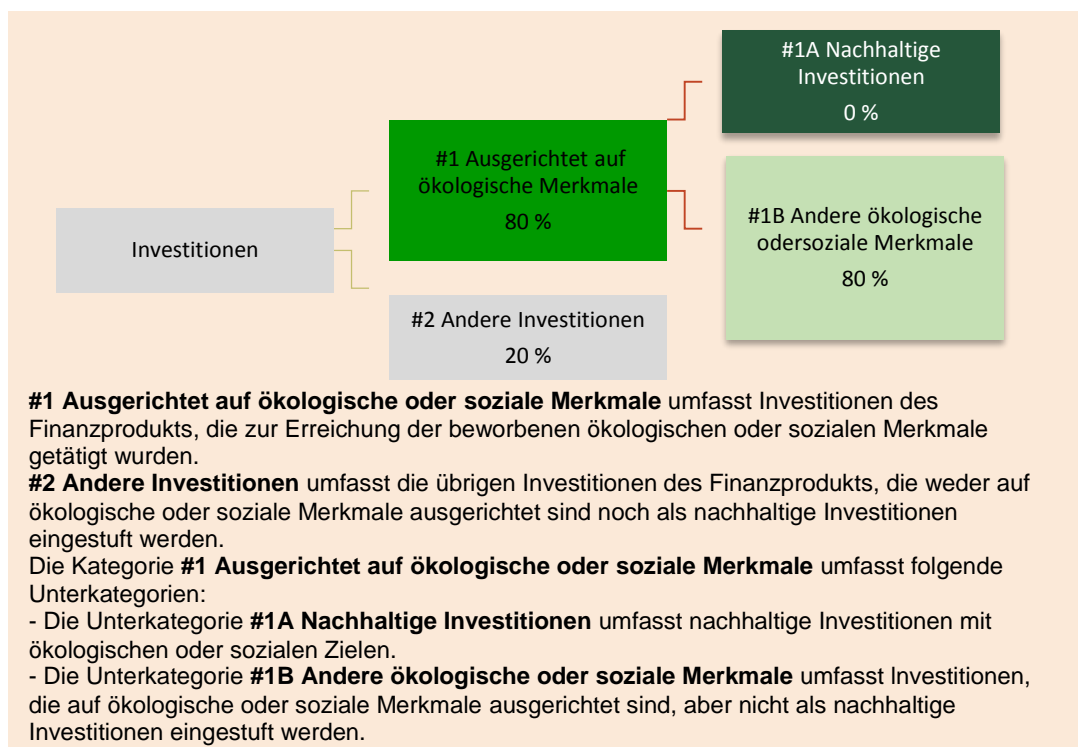 #1A Nachhaltige
Investitionen
0 %
#1 Ausgerichtet auf
ökologische Merkmale
80 %
#1B Andere ökologische
odersoziale Merkmale
80 %
Investitionen
#2 Andere Investitionen
20 %
#1 Ausgerichtet auf ökologische oder soziale Merkmale umfasst Investitionen des
Finanzprodukts, die zur Erreichung der beworbenen ökologischen oder sozialen Merkmale
getätigt wurden.
#2 Andere Investitionen umfasst die übrigen Investitionen des Finanzprodukts, die weder auf
ökologische oder soziale Merkmale ausgerichtet sind noch als nachhaltige Investitionen
eingestuft werden.
Die Kategorie #1 Ausgerichtet auf ökologische oder soziale Merkmale umfasst folgende
Unterkategorien:
- Die Unterkategorie #1A Nachhaltige Investitionen umfasst nachhaltige Investitionen mit
ökologischen oder sozialen Zielen.
- Die Unterkategorie #1B Andere ökologische oder soziale Merkmale umfasst Investitionen,
die auf ökologische oder soziale Merkmale ausgerichtet sind, aber nicht als nachhaltige
Investitionen eingestuft werden.